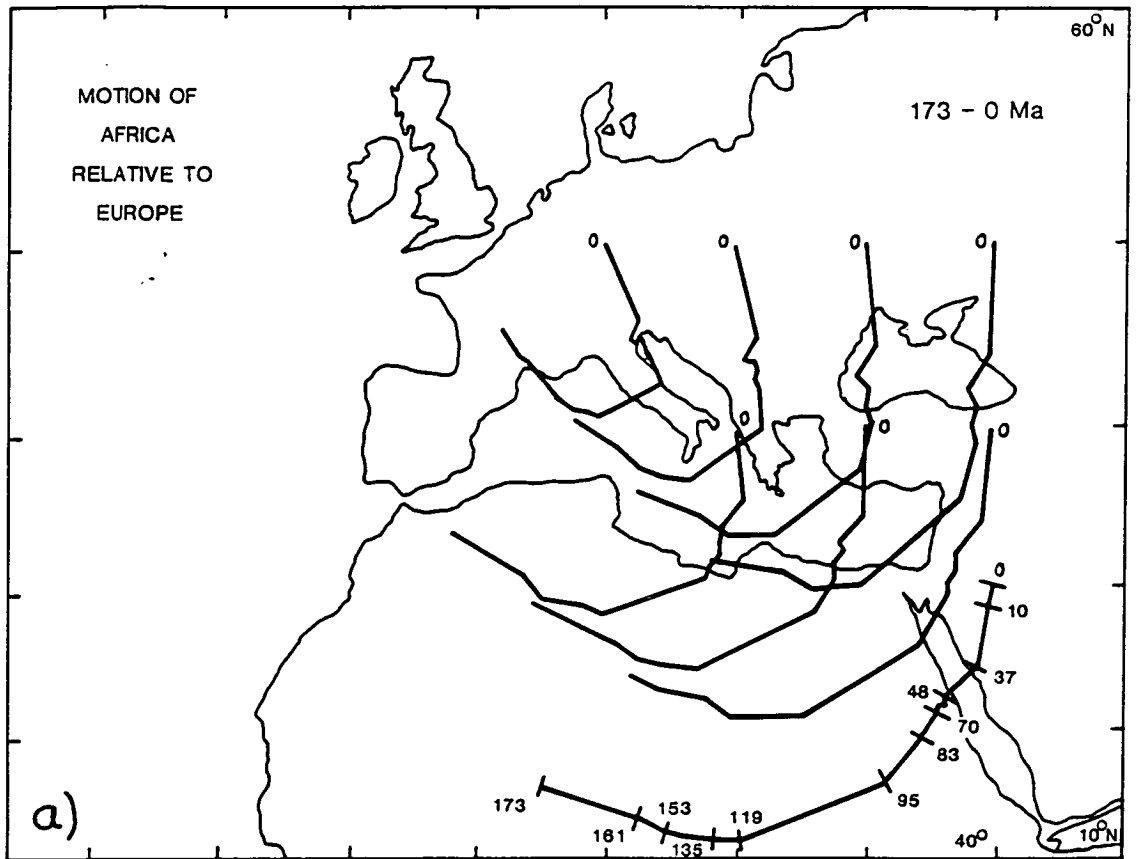 60°N
MOTION OF
AFRICA
RELATIVE TO
EUROPE
173 – 0 Ma
0
0
0
0
0
0
0
0
10
37
48
70
83
95
119
173
153
161
135
40°
10°N
a)